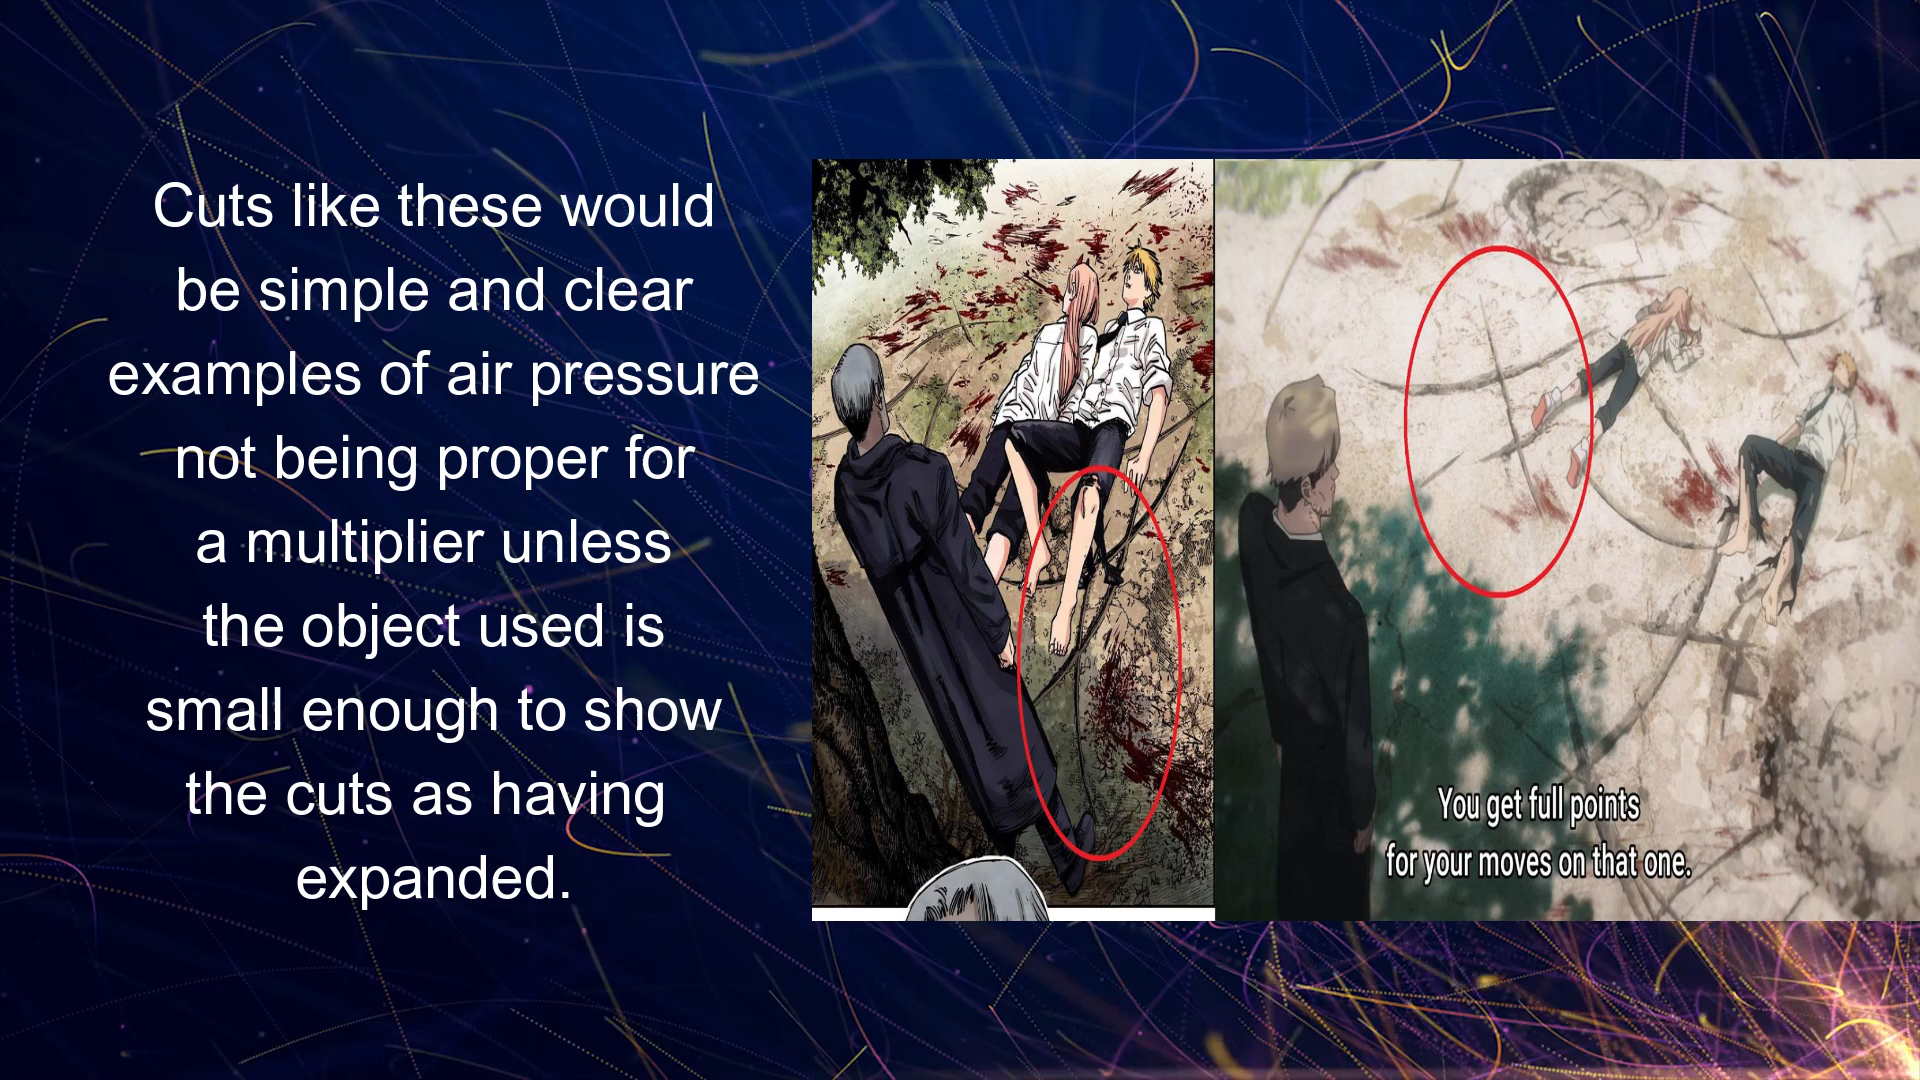 Cuts like these would
be simple and clear
examples of air pressure
not being proper for
a multiplier unless
the object used is
small enough to show
the cuts as having
expanded.
You get full points
for your moves on that one.